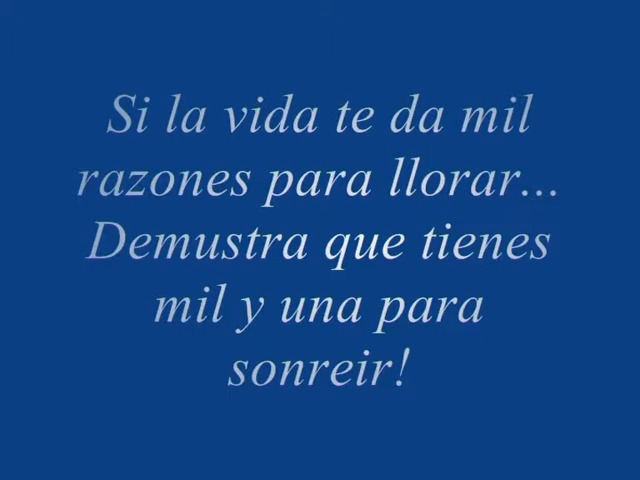 Si la vida te da mil
razones para llorar...
Demustra que tienes
mil y una para
sonreir!